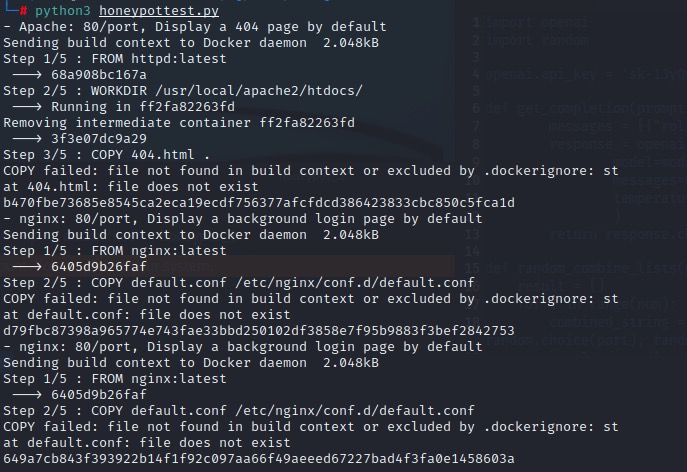 └─# python3 honeypottest.py
- Apache: 80/port, Display a 404 page by default
Sending build context to Docker daemon  2.048kB
Step 1/5 : FROM httpd:latest
 ---> 68a908bc167a
Step 2/5 : WORKDIR /usr/local/apache2/htdocs/
 ---> Running in ff2fa82263fd
Removing intermediate container ff2fa82263fd
 ---> 3f3e07dc9a29
Step 3/5 : COPY 404.html .
COPY failed: file not found in build context or excluded by .dockerignore: st
at 404.html: file does not exist
b470fbe73685e8545ca2eca19ecdf756377afcfdcd386423833cbc850c5fca1d
- nginx: 80/port, Display a background login page by default
Sending build context to Docker daemon  2.048kB
Step 1/5 : FROM nginx:latest
 ---> 6405d9b26faf
Step 2/5 : COPY default.conf /etc/nginx/conf.d/default.conf
COPY failed: file not found in build context or excluded by .dockerignore: st
at default.conf: file does not exist
d79fbc87398a965774e743fae33bbd250102df3858e7f95b9883f3bef2842753
- nginx: 80/port, Display a background login page by default
Sending build context to Docker daemon  2.048kB
Step 1/5 : FROM nginx:latest
 ---> 6405d9b26faf
Step 2/5 : COPY default.conf /etc/nginx/conf.d/default.conf
COPY failed: file not found in build context or excluded by .dockerignore: st
at default.conf: file does not exist
649a7cb843f393922b14f1f92c097aa66f49aeeed67227bad4f3fa0e1458603a